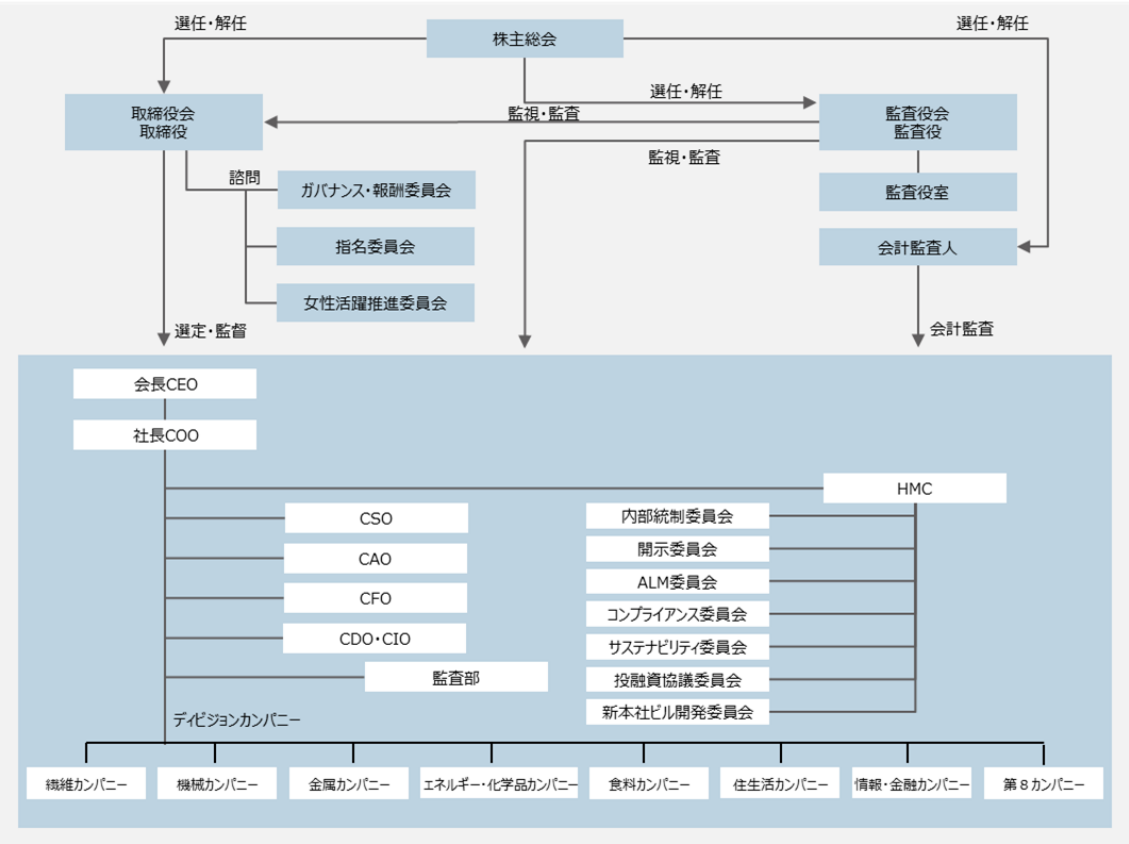 選任・解任
株主総会
選任・解任
選任・解任
取締役会
取締役
監視・監査
監査役会
監査役
監視・監査
諮問
ガバナンス・報酬委員会
監査役室
指名委員会
会計監査人
女性活躍推進委員会
選定・監督
会計監査
会長CEO
社長COO
HMC
CSO
内部統制委員会
開示委員会
CAO
ALM委員会
CFO
コンプライアンス委員会
CDO・CIO
サステナビリティ委員会
監査部
投融資協議委員会
新本社ビル開発委員会
ディビジョンカンパニー
繊維カンパニー
機械カンパニー
金属カンパニー
エネルギー・化学品カンパニー
食料カンパニー
住生活カンパニー
情報・金融カンパニー
第８カンパニー